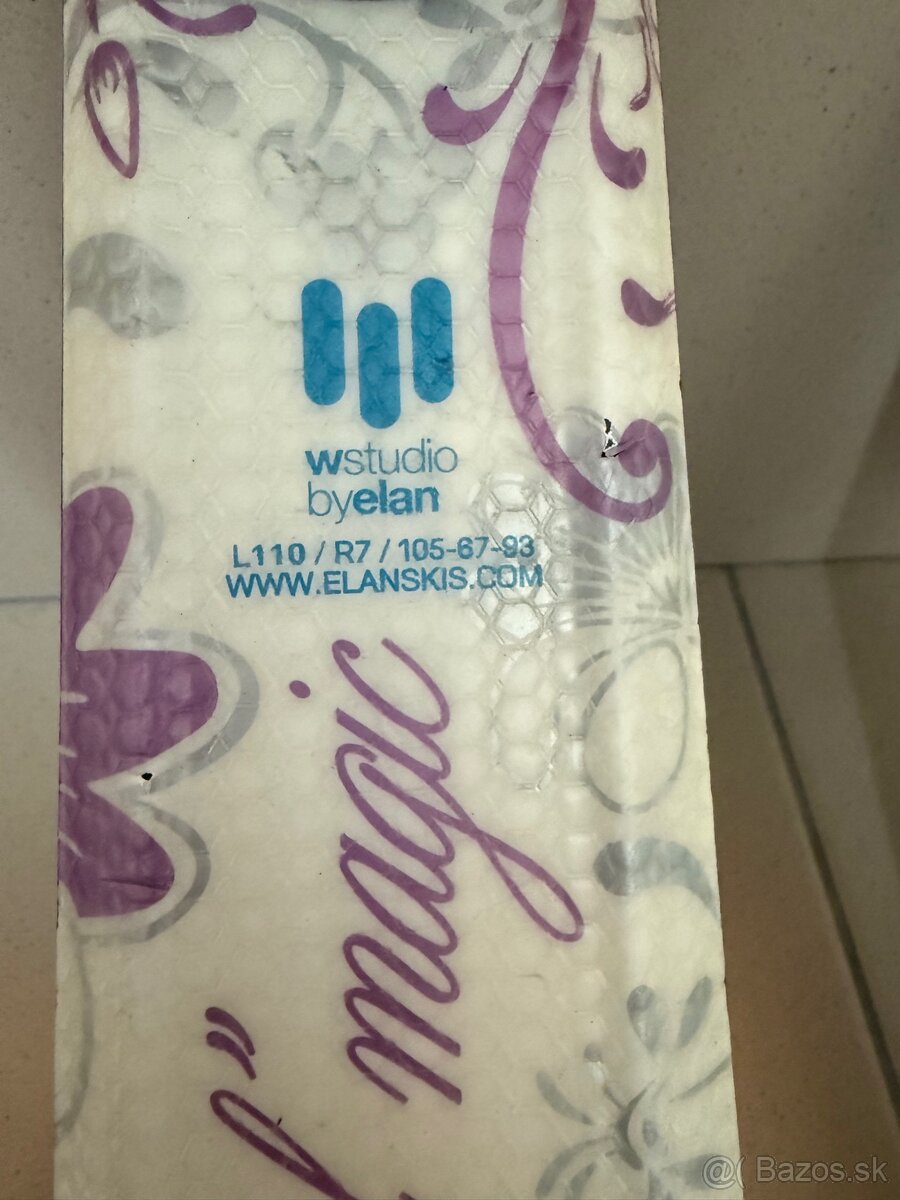 wstudio
byelan
L110 / R7 / 105-67-93
WWW.ELANSKIS.COM
magic
@( Bazos.sk